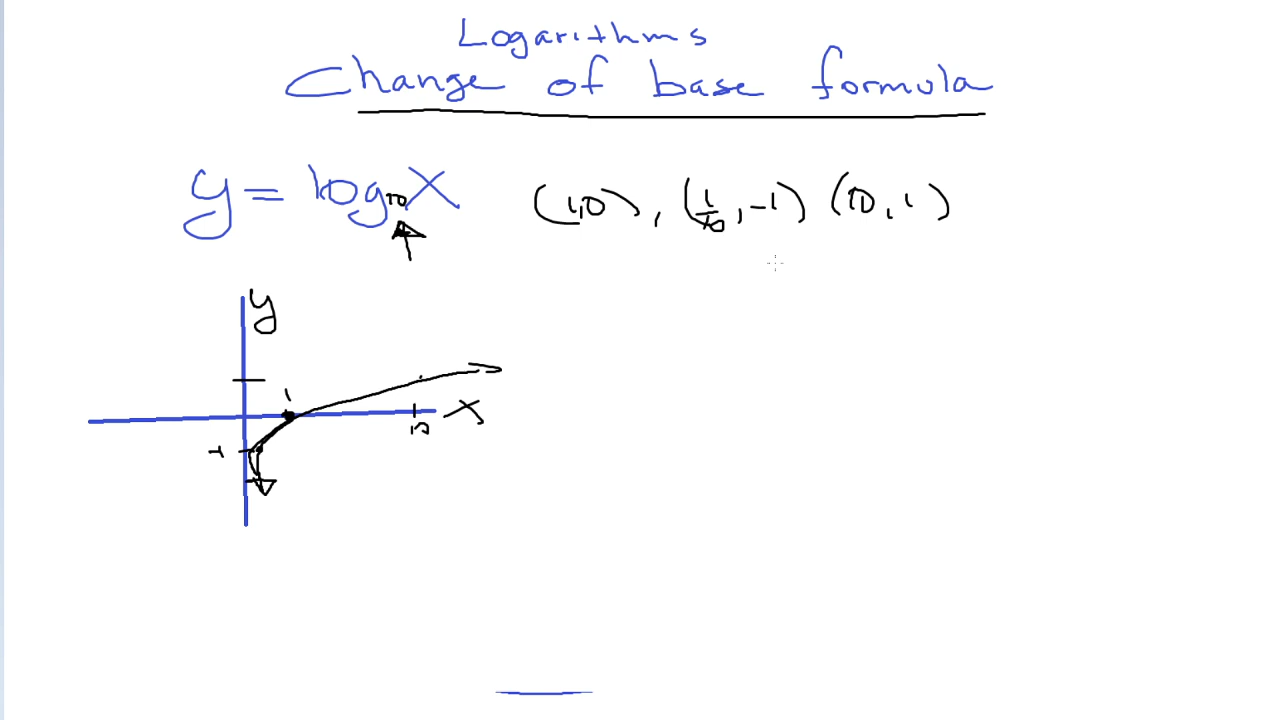 Logarithms
Change of base formula
y = log₁₀ X (1,0), (1/10, -1) (10, 1)
y
1
X
10
-1